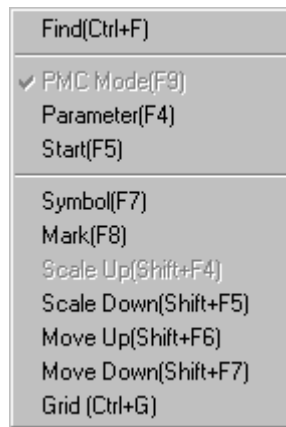 Find(Ctrl+F)
PMC Mode(F9)
Parameter(F4)
Start(F5)
Symbol(F7)
Mark(F8)
Scale Up(Shift+F4)
Scale Down(Shift+F5)
Move Up(Shift+F6)
Move Down(Shift+F7)
Grid (Ctrl+G)